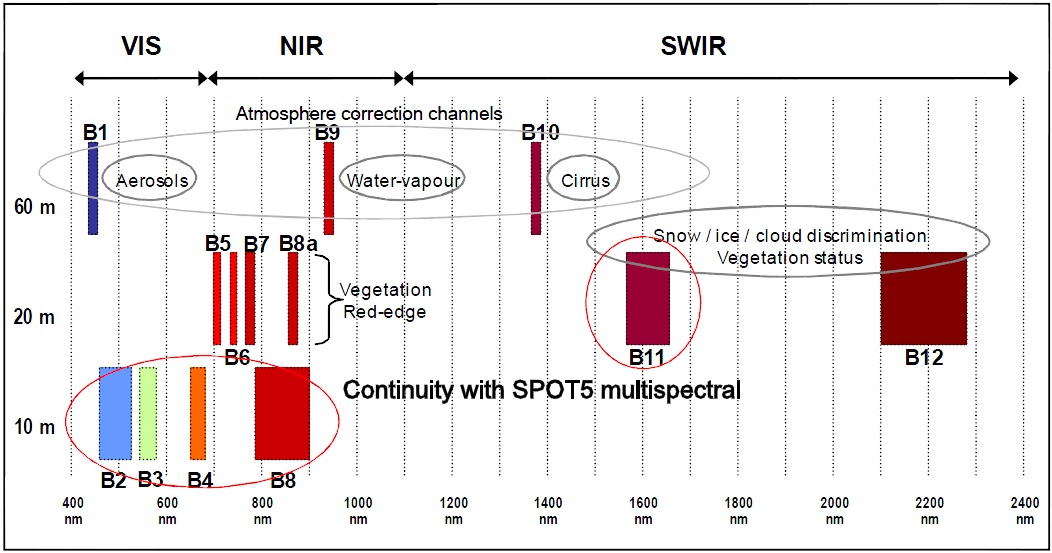 VIS NIR SWIR
Atmosphere correction channels
B1 B9 B10
Aerosols Water-vapour Cirrus
60 m
Snow / ice / cloud discrimination
Vegetation status
B5 B7 B8a
Vegetation
Red-edge
20 m
B6 B11 B12
Continuity with SPOT5 multispectral
10 m
B2 B3 B4 B8
400 600 800 1000 1200 1400 1600 1800 2000 2200 2400
nm nm nm nm nm nm nm nm nm nm nm